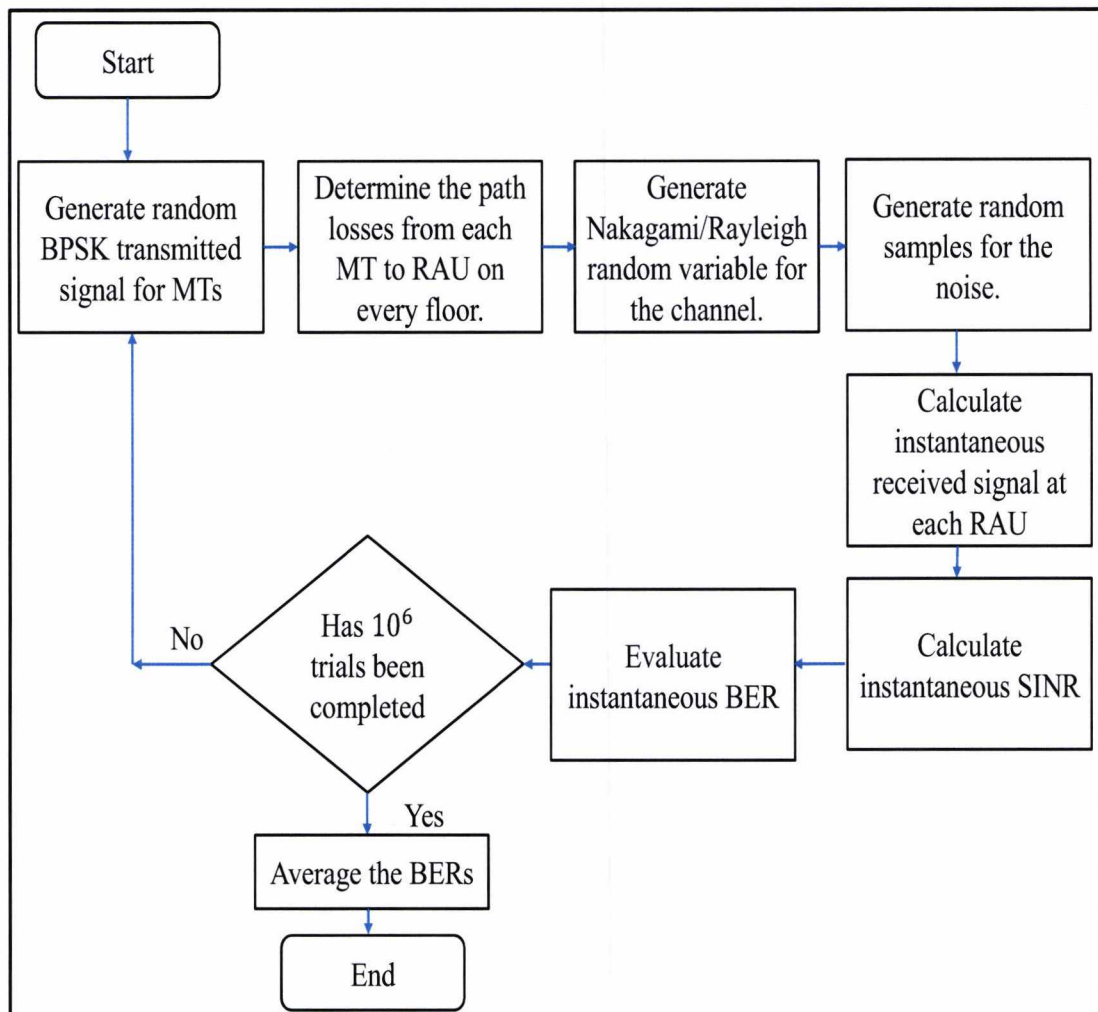 Start
Generate random
BPSK transmitted
signal for MTs
Determine the path
losses from each
MT to RAU on
every floor.
Generate
Nakagami/Rayleigh
random variable for
the channel.
Generate random
samples for the
noise.
Calculate
instantaneous
received signal at
each RAU
Calculate
instantaneous SINR
Evaluate
instantaneous BER
Has 10⁶
trials been
completed
No
Yes
Average the BERs
End